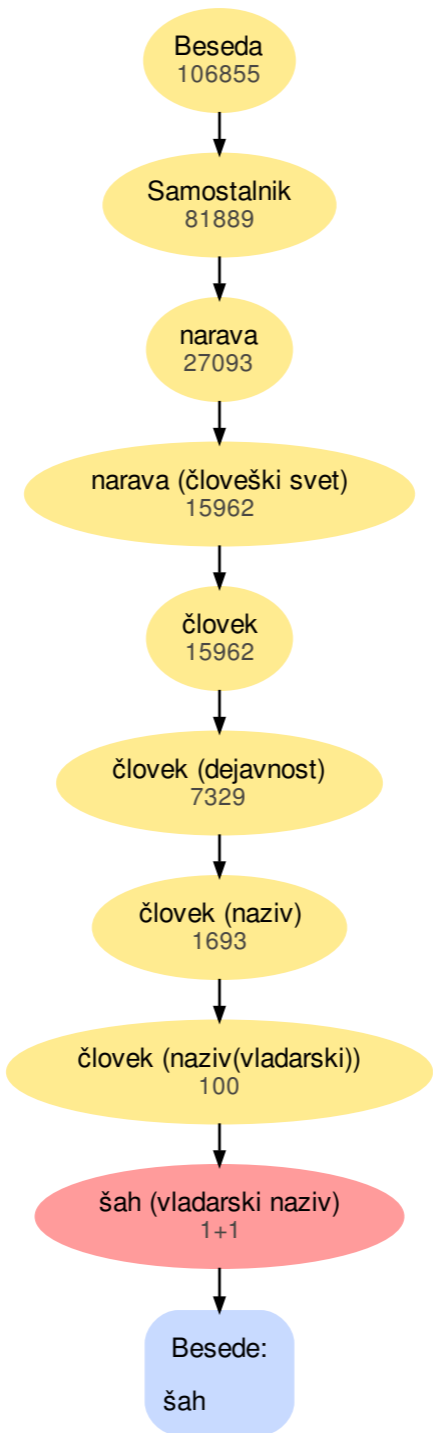 Beseda
106855
Samostalnik
81889
narava
27093
narava (človeški svet)
15962
človek
15962
človek (dejavnost)
7329
človek (naziv)
1693
človek (naziv(vladarski))
100
šah (vladarski naziv)
1+1
Besede:
šah